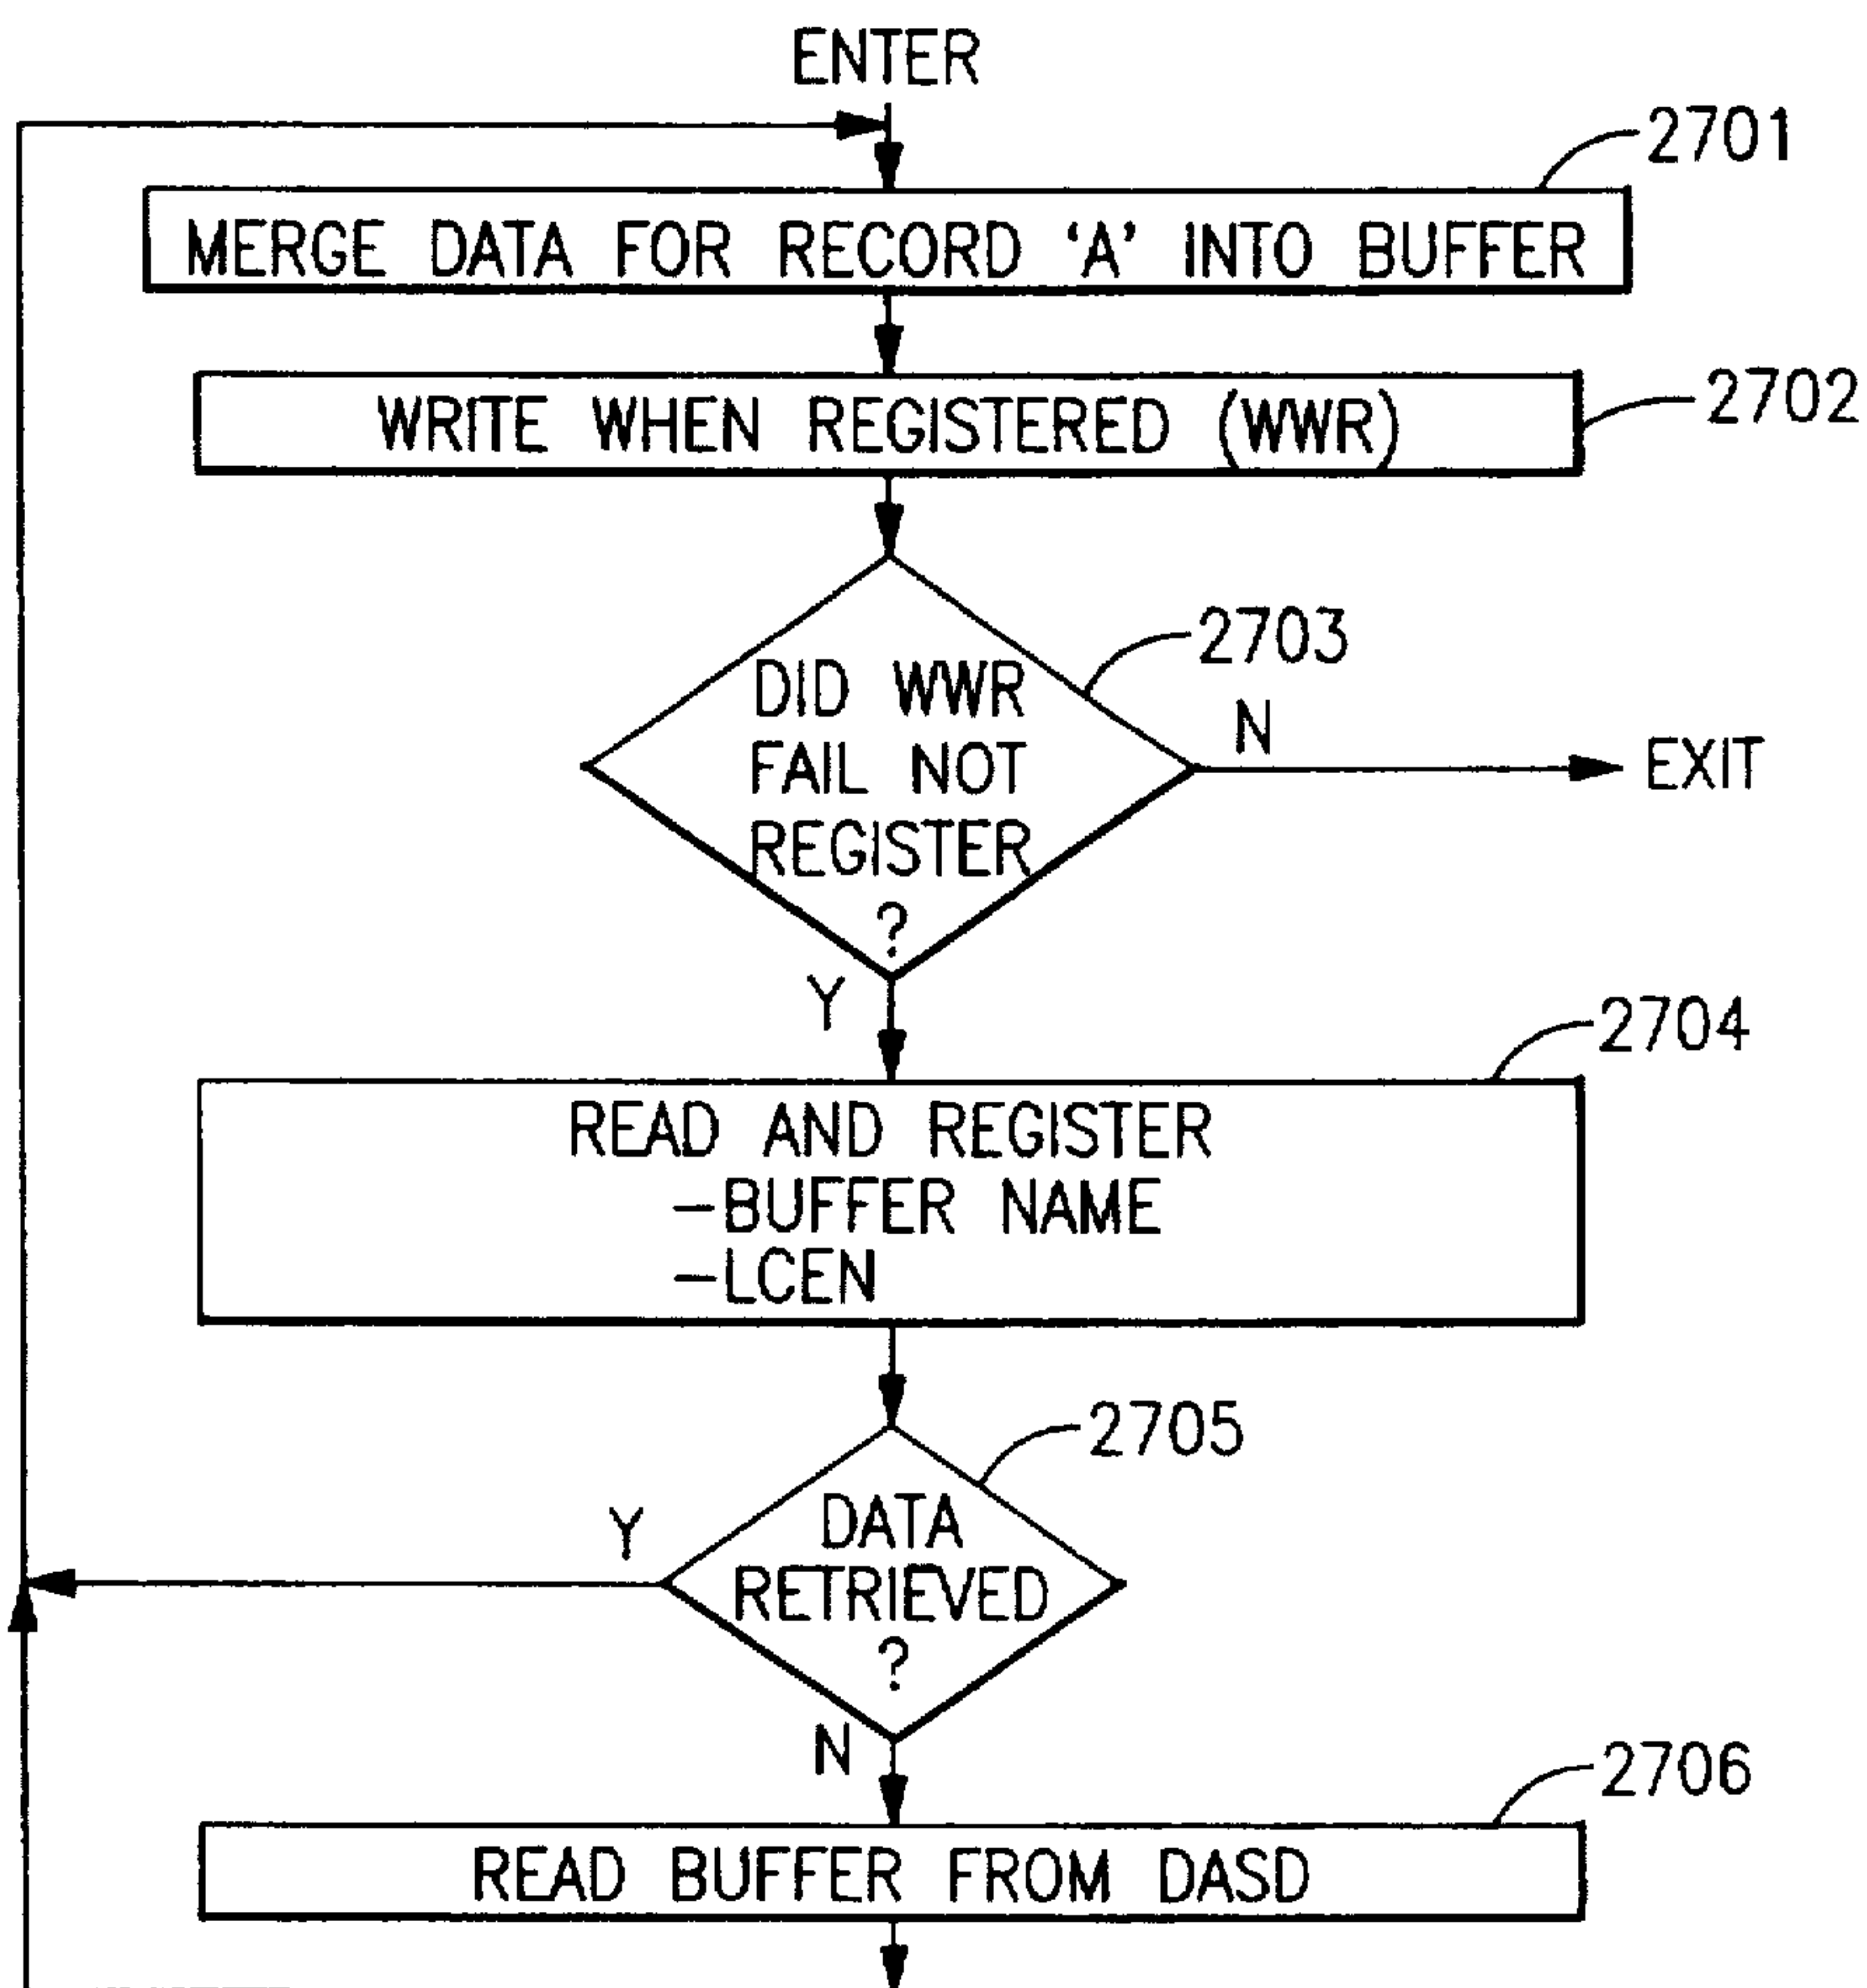 ENTER
2701
MERGE DATA FOR RECORD ‘A’ INTO BUFFER
WRITE WHEN REGISTERED (WWR)
2702
2703
DID WWR
FAIL NOT
REGISTER
?
N
EXIT
Y
2704
READ AND REGISTER
-BUFFER NAME
-LCEN
2705
DATA
RETRIEVED
?
Y
N
2706
READ BUFFER FROM DASD